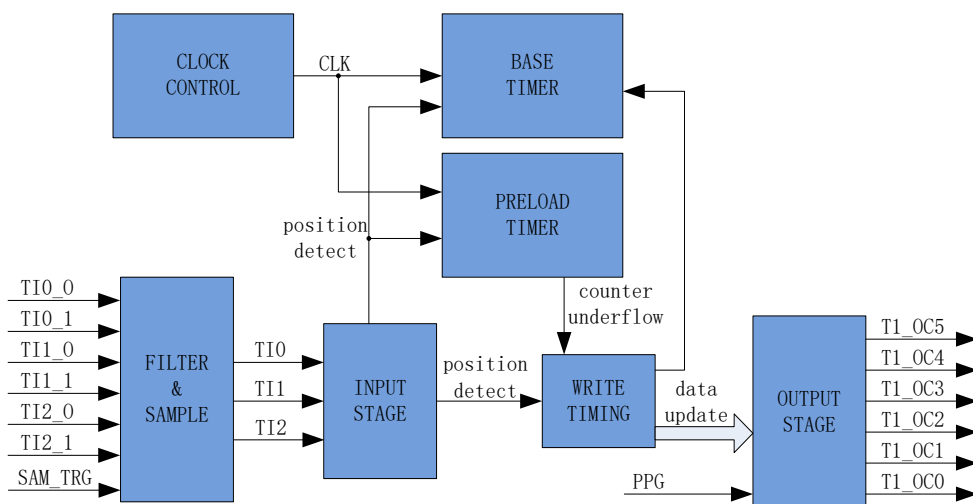 CLOCK
CONTROL
CLK
BASE
TIMER
PRELOAD
TIMER
position
detect
counter
underflow
TI0_0
TI0_1
TI1_0
TI1_1
TI2_0
TI2_1
SAM_TRG
FILTER
&
SAMPLE
TI0
TI1
TI2
INPUT
STAGE
position
detect
WRITE
TIMING
data
update
PPG
OUTPUT
STAGE
T1_OC5
T1_OC4
T1_OC3
T1_OC2
T1_OC1
T1_OC0